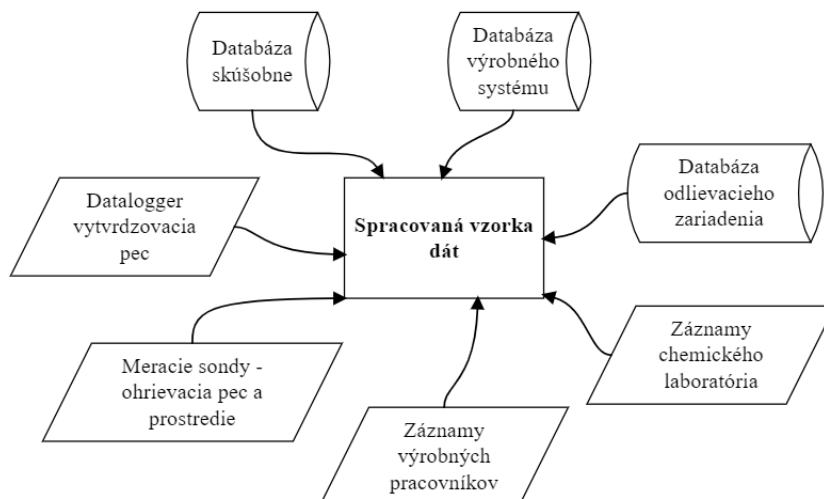 Databáza
skúšobne
Databáza
výrobného
systému
Databáza
odlievacieho
zariadenia
Datalogger
vytvrdzovacia
pec
Spracovaná vzorka
dát
Meracie sondy -
ohrievacia pec a
prostredie
Záznamy
výrobných
pracovníkov
Záznamy
chemického
laboratória